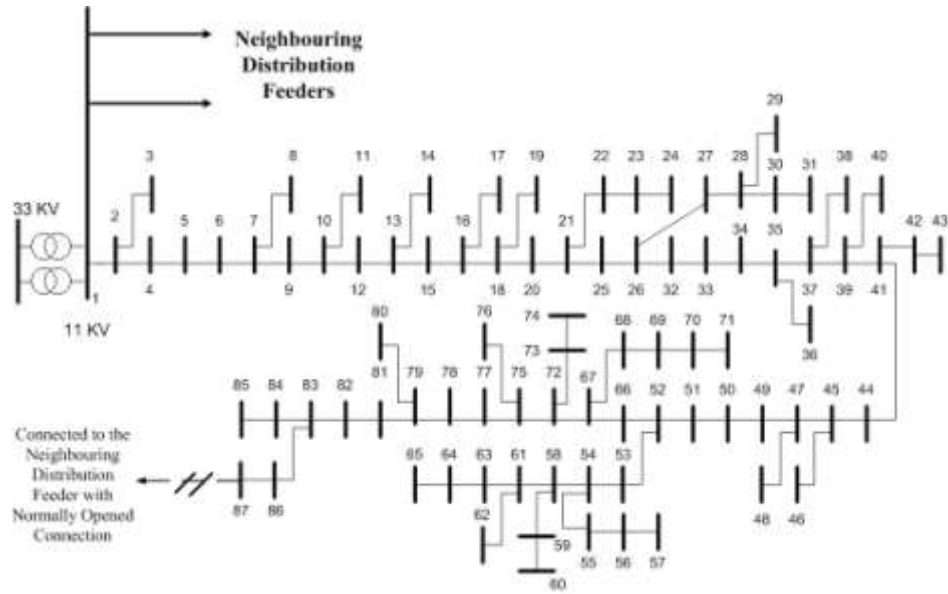 Neighbouring
Distribution
Feeders
29
3 8 11 14 17 19 22 23 24 27 28 30 31 38 40
33 KV 2 5 6 7 10 13 16 21 34 35 42 43
1 4 9 12 15 18 20 25 26 32 33 37 39 41
11 KV
80 76 74 68 69 70 71 36
73
85 84 83 82 81 79 78 77 75 72 67 66 52 51 50 49 47 45 44
Connected to the
Neighbouring
Distribution
Feeder with
Normally Opened
Connection
65 64 63 61 58 54 53
87 86 62 48 46
59 55 56 57
60